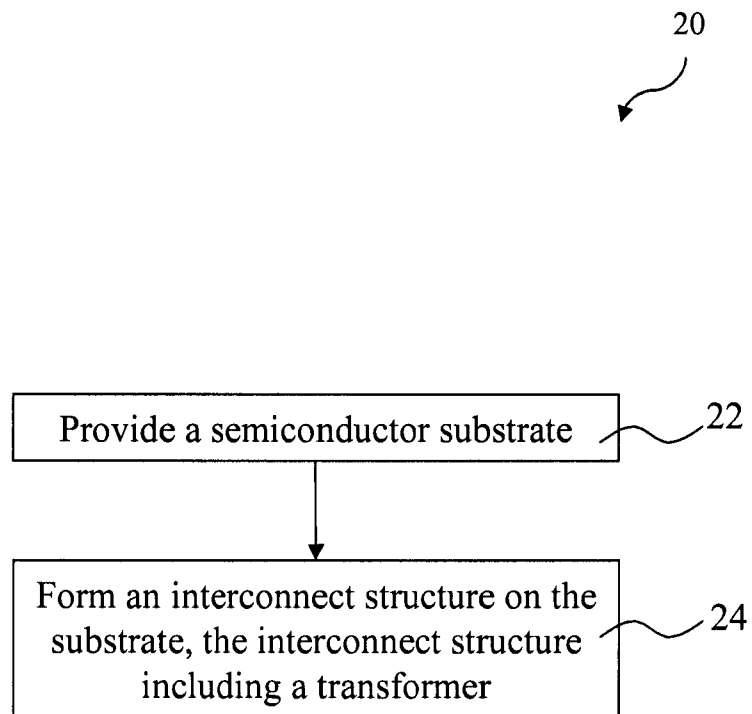 20
Provide a semiconductor substrate
22
Form an interconnect structure on the
substrate, the interconnect structure
including a transformer
24